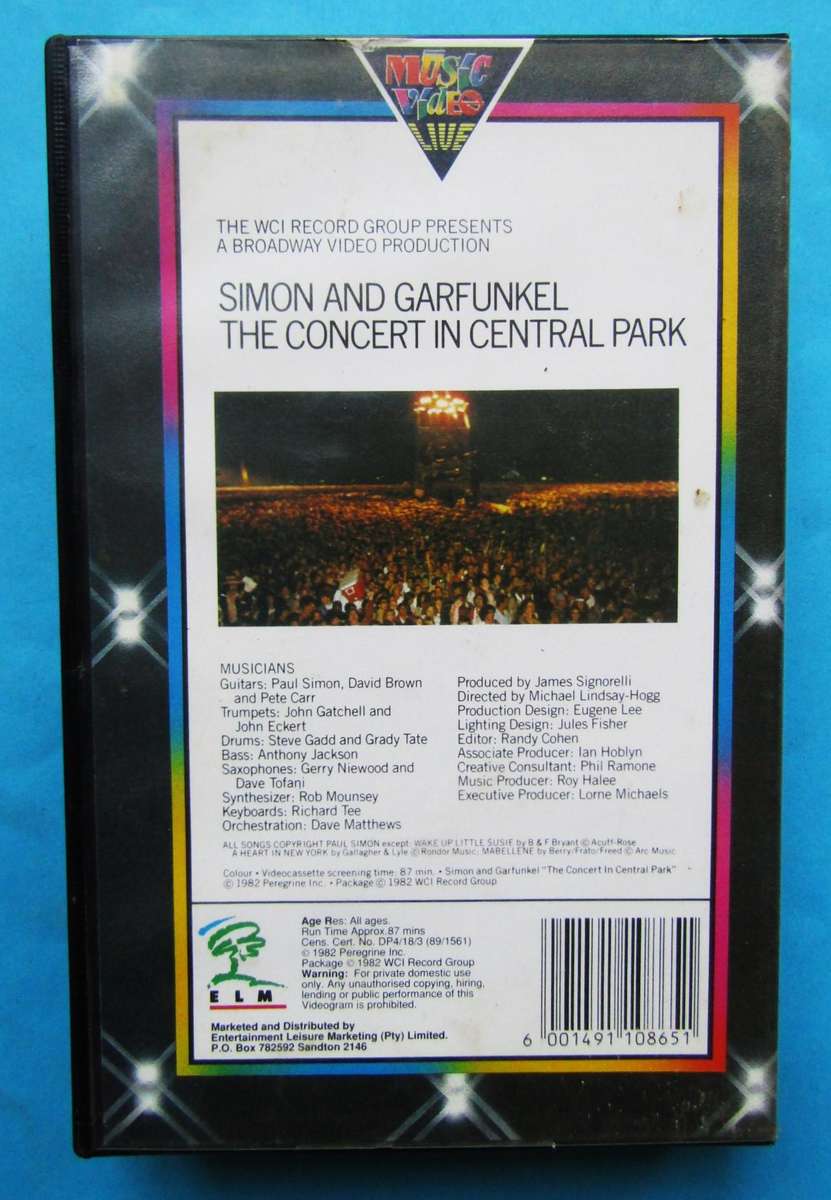 MUSIC
VIDEO
LIVE
THE WCI RECORD GROUP PRESENTS
A BROADWAY VIDEO PRODUCTION
SIMON AND GARFUNKEL
THE CONCERT IN CENTRAL PARK
MUSICIANS
Guitars: Paul Simon, David Brown
and Pete Carr
Trumpets: John Gatchell and
John Eckert
Drums: Steve Gadd and Grady Tate
Bass: Anthony Jackson
Saxophones: Gerry Niewood and
Dave Tofani
Synthesizer: Rob Mounsey
Keyboards: Richard Tee
Orchestration: Dave Matthews
Produced by James Signorelli
Directed by Michael Lindsay-Hogg
Production Design: Eugene Lee
Lighting Design: Jules Fisher
Editor: Randy Cohen
Associate Producer: Ian Hoblyn
Creative Consultant: Phil Ramone
Music Producer: Roy Halee
Executive Producer: Lorne Michaels
ALL SONGS COPYRIGHT PAUL SIMON except: WAKE UP LITTLE SUSIE by B & F Bryant © Acuff-Rose
A HEART IN NEW YORK by Gallagher & Lyle © Rondor Music; MABELLENE by Berry/Frato/Freed © Arc Music
Colour • Videocassette screening time: 87 min. • Simon and Garfunkel "The Concert In Central Park"
© 1982 Peregrine Inc. • Package © 1982 WCI Record Group
ELM
Age Res: All ages.
Run Time Approx.87 mins
Cens. Cert. No. DP4/18/3 (89/1561)
© 1982 Peregrine Inc.
Package © 1982 WCI Record Group
Warning: For private domestic use
only. Any unauthorised copying, hiring,
lending or public performance of this
Videogram is prohibited.
Marketed and Distributed by
Entertainment Leisure Marketing (Pty) Limited.
P.O. Box 782592 Sandton 2146
6 001491 108651